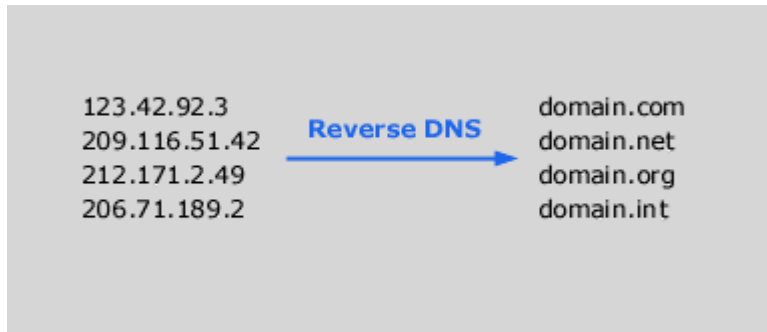 123.42.92.3
209.116.51.42
212.171.2.49
206.71.189.2
Reverse DNS
domain.com
domain.net
domain.org
domain.int